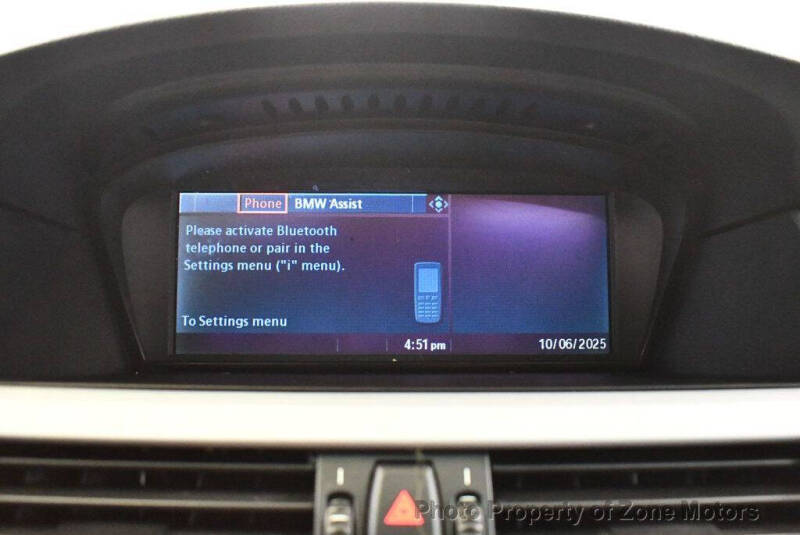 Phone BMW Assist
Please activate Bluetooth
telephone or pair in the
Settings menu ("i" menu).
To Settings menu
4:51 pm 10/06/2025
Photo Property of Zone Motors